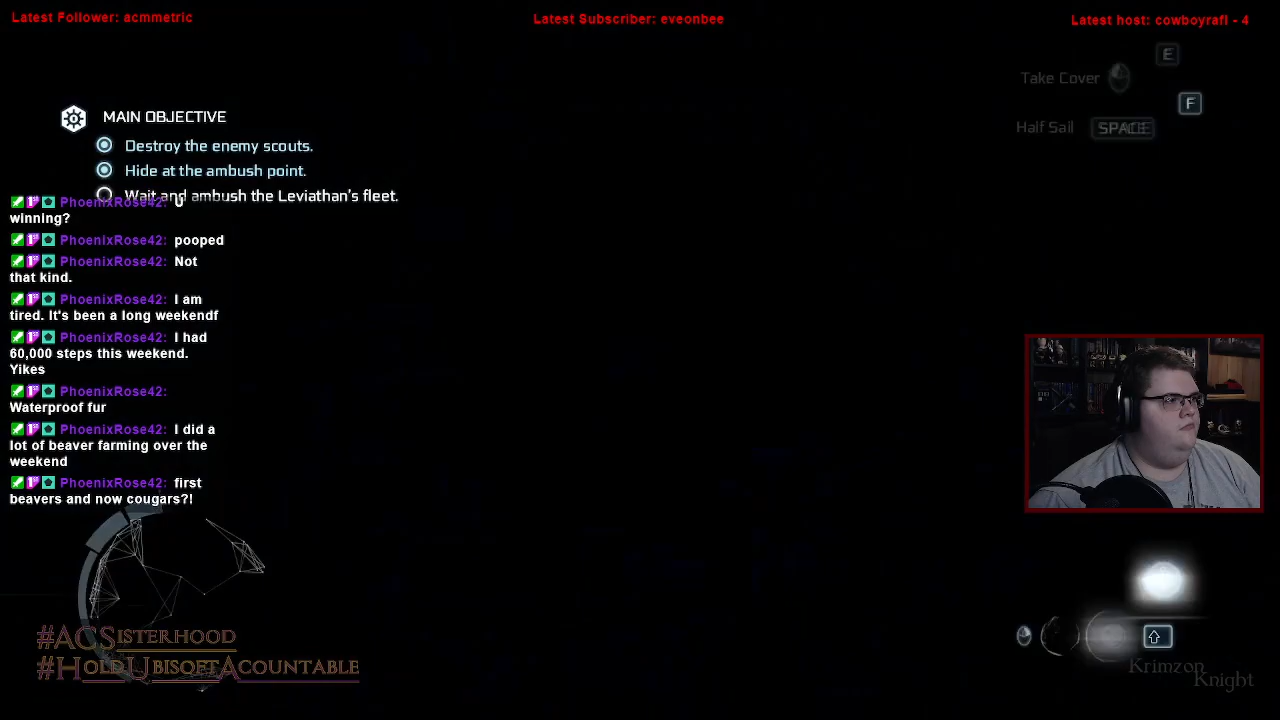 Latest Follower: acmmetric
Latest Subscriber: eveonbee
Latest host: cowboyrafl - 4
E
Take Cover
F
Half Sail SPACE
MAIN OBJECTIVE
Destroy the enemy scouts.
Hide at the ambush point.
Wait and ambush the Leviathan's fleet.
PhoenixRose42: U
winning?
PhoenixRose42: pooped
PhoenixRose42: Not
that kind.
PhoenixRose42: I am
tired. It's been a long weekendf
PhoenixRose42: I had
60,000 steps this weekend.
Yikes
PhoenixRose42:
Waterproof fur
PhoenixRose42: I did a
lot of beaver farming over the
weekend
PhoenixRose42: first
beavers and now cougars?!
#ACSisterhood
#HoldUbisoftAcountable
Krimzon
Knight